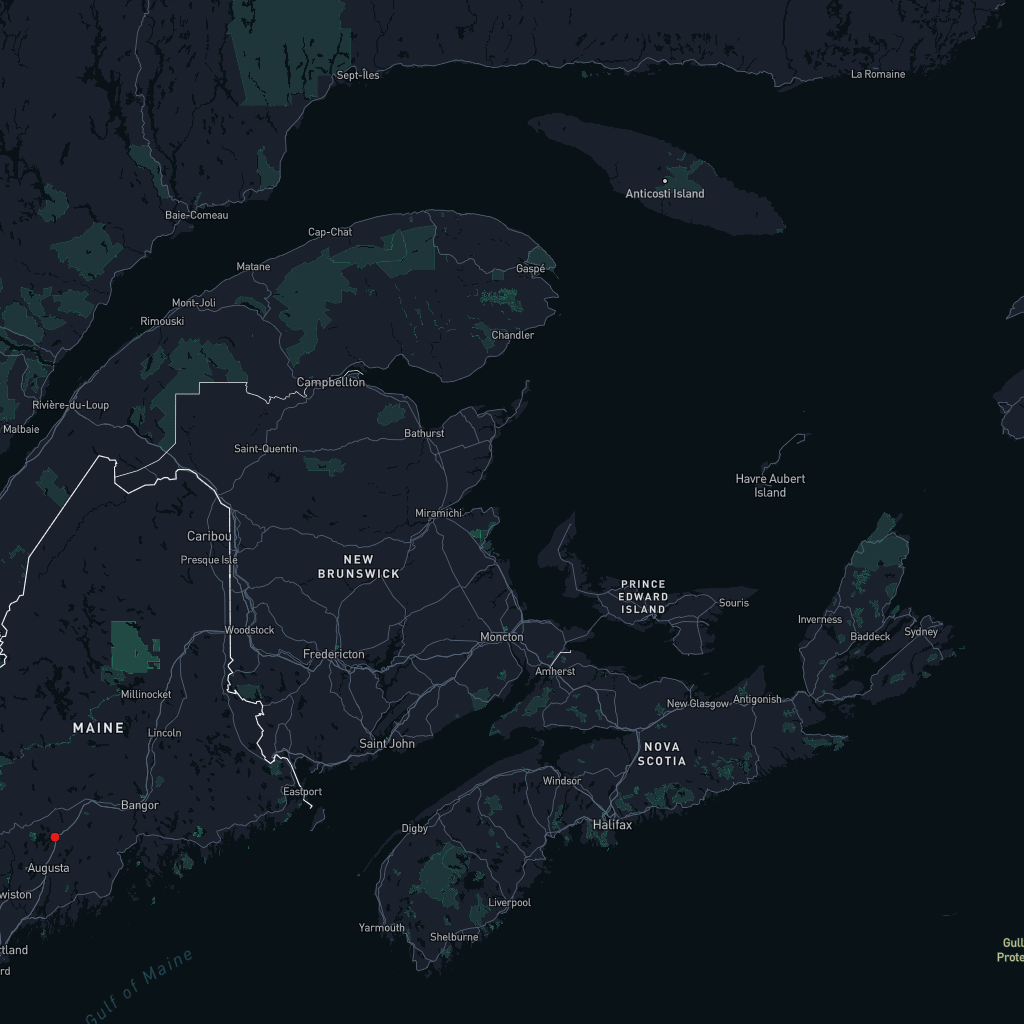 Sept-Îles
La Romaine
Anticosti Island
Baie-Comeau
Cap-Chat
Matane
Gaspé
Mont-Joli
Rimouski
Chandler
Campbellton
Rivière-du-Loup
Malbaie
Bathurst
Saint-Quentin
Havre Aubert
Island
Miramichi
Caribou
Presque Isle
NEW
BRUNSWICK
PRINCE
EDWARD
ISLAND
Souris
Inverness
Baddeck
Sydney
Woodstock
Moncton
Fredericton
Amherst
Millinocket
New Glasgow
Antigonish
MAINE
Lincoln
Saint John
NOVA
SCOTIA
Windsor
Eastport
Bangor
Halifax
Digby
Augusta
wiston
Liverpool
Yarmouth
Shelburne
rtland
rd
Gulf of Maine
Gull
Prote